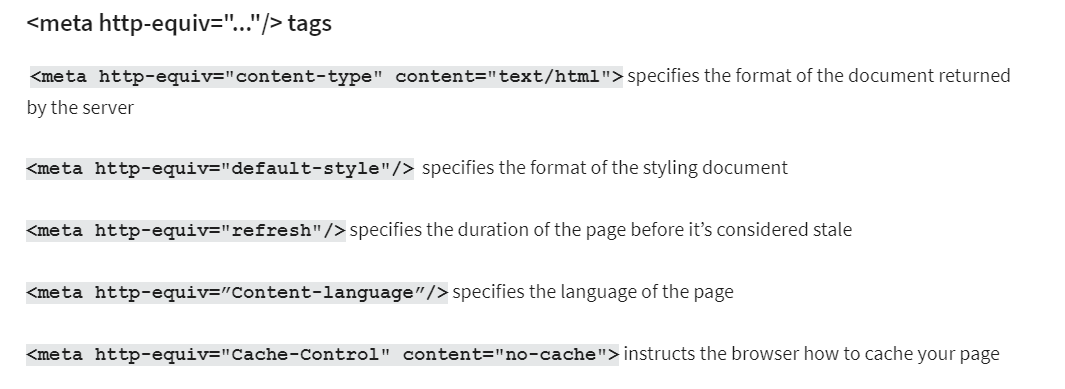 <meta http-equiv="..."/> tags
<meta http-equiv="content-type" content="text/html"> specifies the format of the document returned
by the server
<meta http-equiv="default-style"/> specifies the format of the styling document
<meta http-equiv="refresh"/> specifies the duration of the page before it’s considered stale
<meta http-equiv=”Content-language”/> specifies the language of the page
<meta http-equiv="Cache-Control" content="no-cache"> instructs the browser how to cache your page